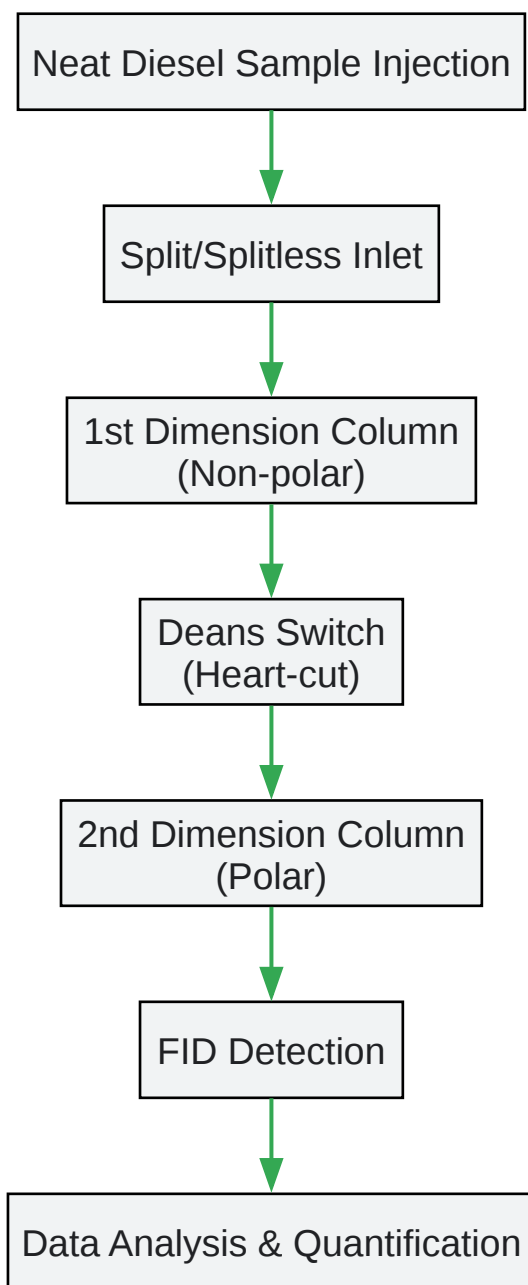 Neat Diesel Sample Injection
Split/Splitless Inlet
1st Dimension Column
(Non-polar)
Deans Switch
(Heart-cut)
2nd Dimension Column
(Polar)
FID Detection
Data Analysis & Quantification